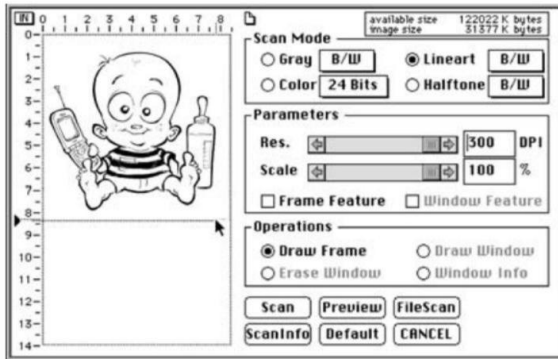 IN 0 1 2 3 4 5 6 7 8
available size 122022 K bytes
image size 31377 K bytes
0
1
2
3
4
5
6
7
8
9
10
11
12
13
14
Scan Mode
Gray B/W Lineart B/W
Color 24 Bits Halftone B/W
Parameters
Res. 300 DPI
Scale 100 %
Frame Feature Window Feature
Operations
Draw Frame Draw Window
Erase Window Window Info
Scan Preview FileScan
ScanInfo Default CANCEL